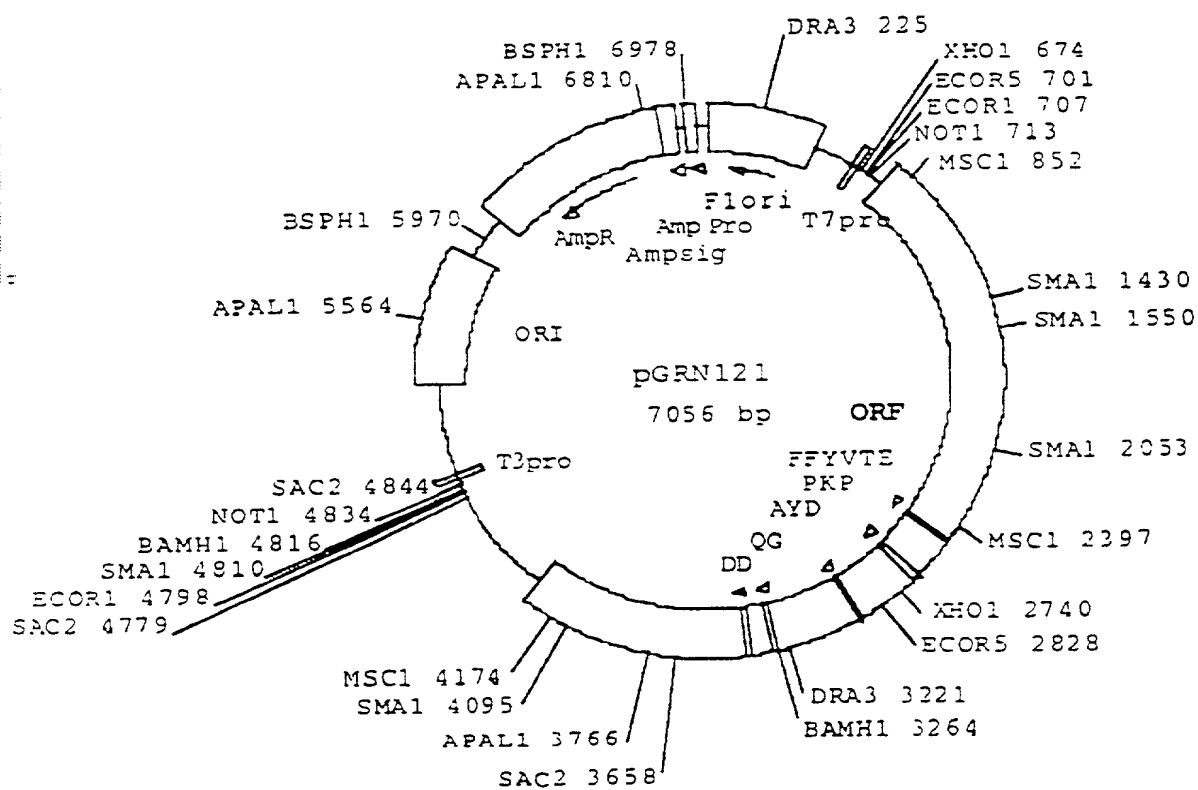 DRA3 225
BSPH1 6978
APAL1 6810
XHO1 674
ECOR5 701
ECOR1 707
NOT1 713
MSC1 852
F1ori
T7pro
Amp Pro
AmpR
Ampsig
BSPH1 5970
APAL1 5564
ORI
SMA1 1430
SMA1 1550
pGRN121
7056 bp
ORF
SMA1 2053
FFYVTE
PKP
AYD
QG
DD
T3pro
SAC2 4844
NOT1 4834
BAMH1 4816
SMA1 4810
ECOR1 4798
SAC2 4779
MSC1 2397
XHO1 2740
ECOR5 2828
MSC1 4174
SMA1 4095
APAL1 3766
SAC2 3658
DRA3 3221
BAMH1 3264